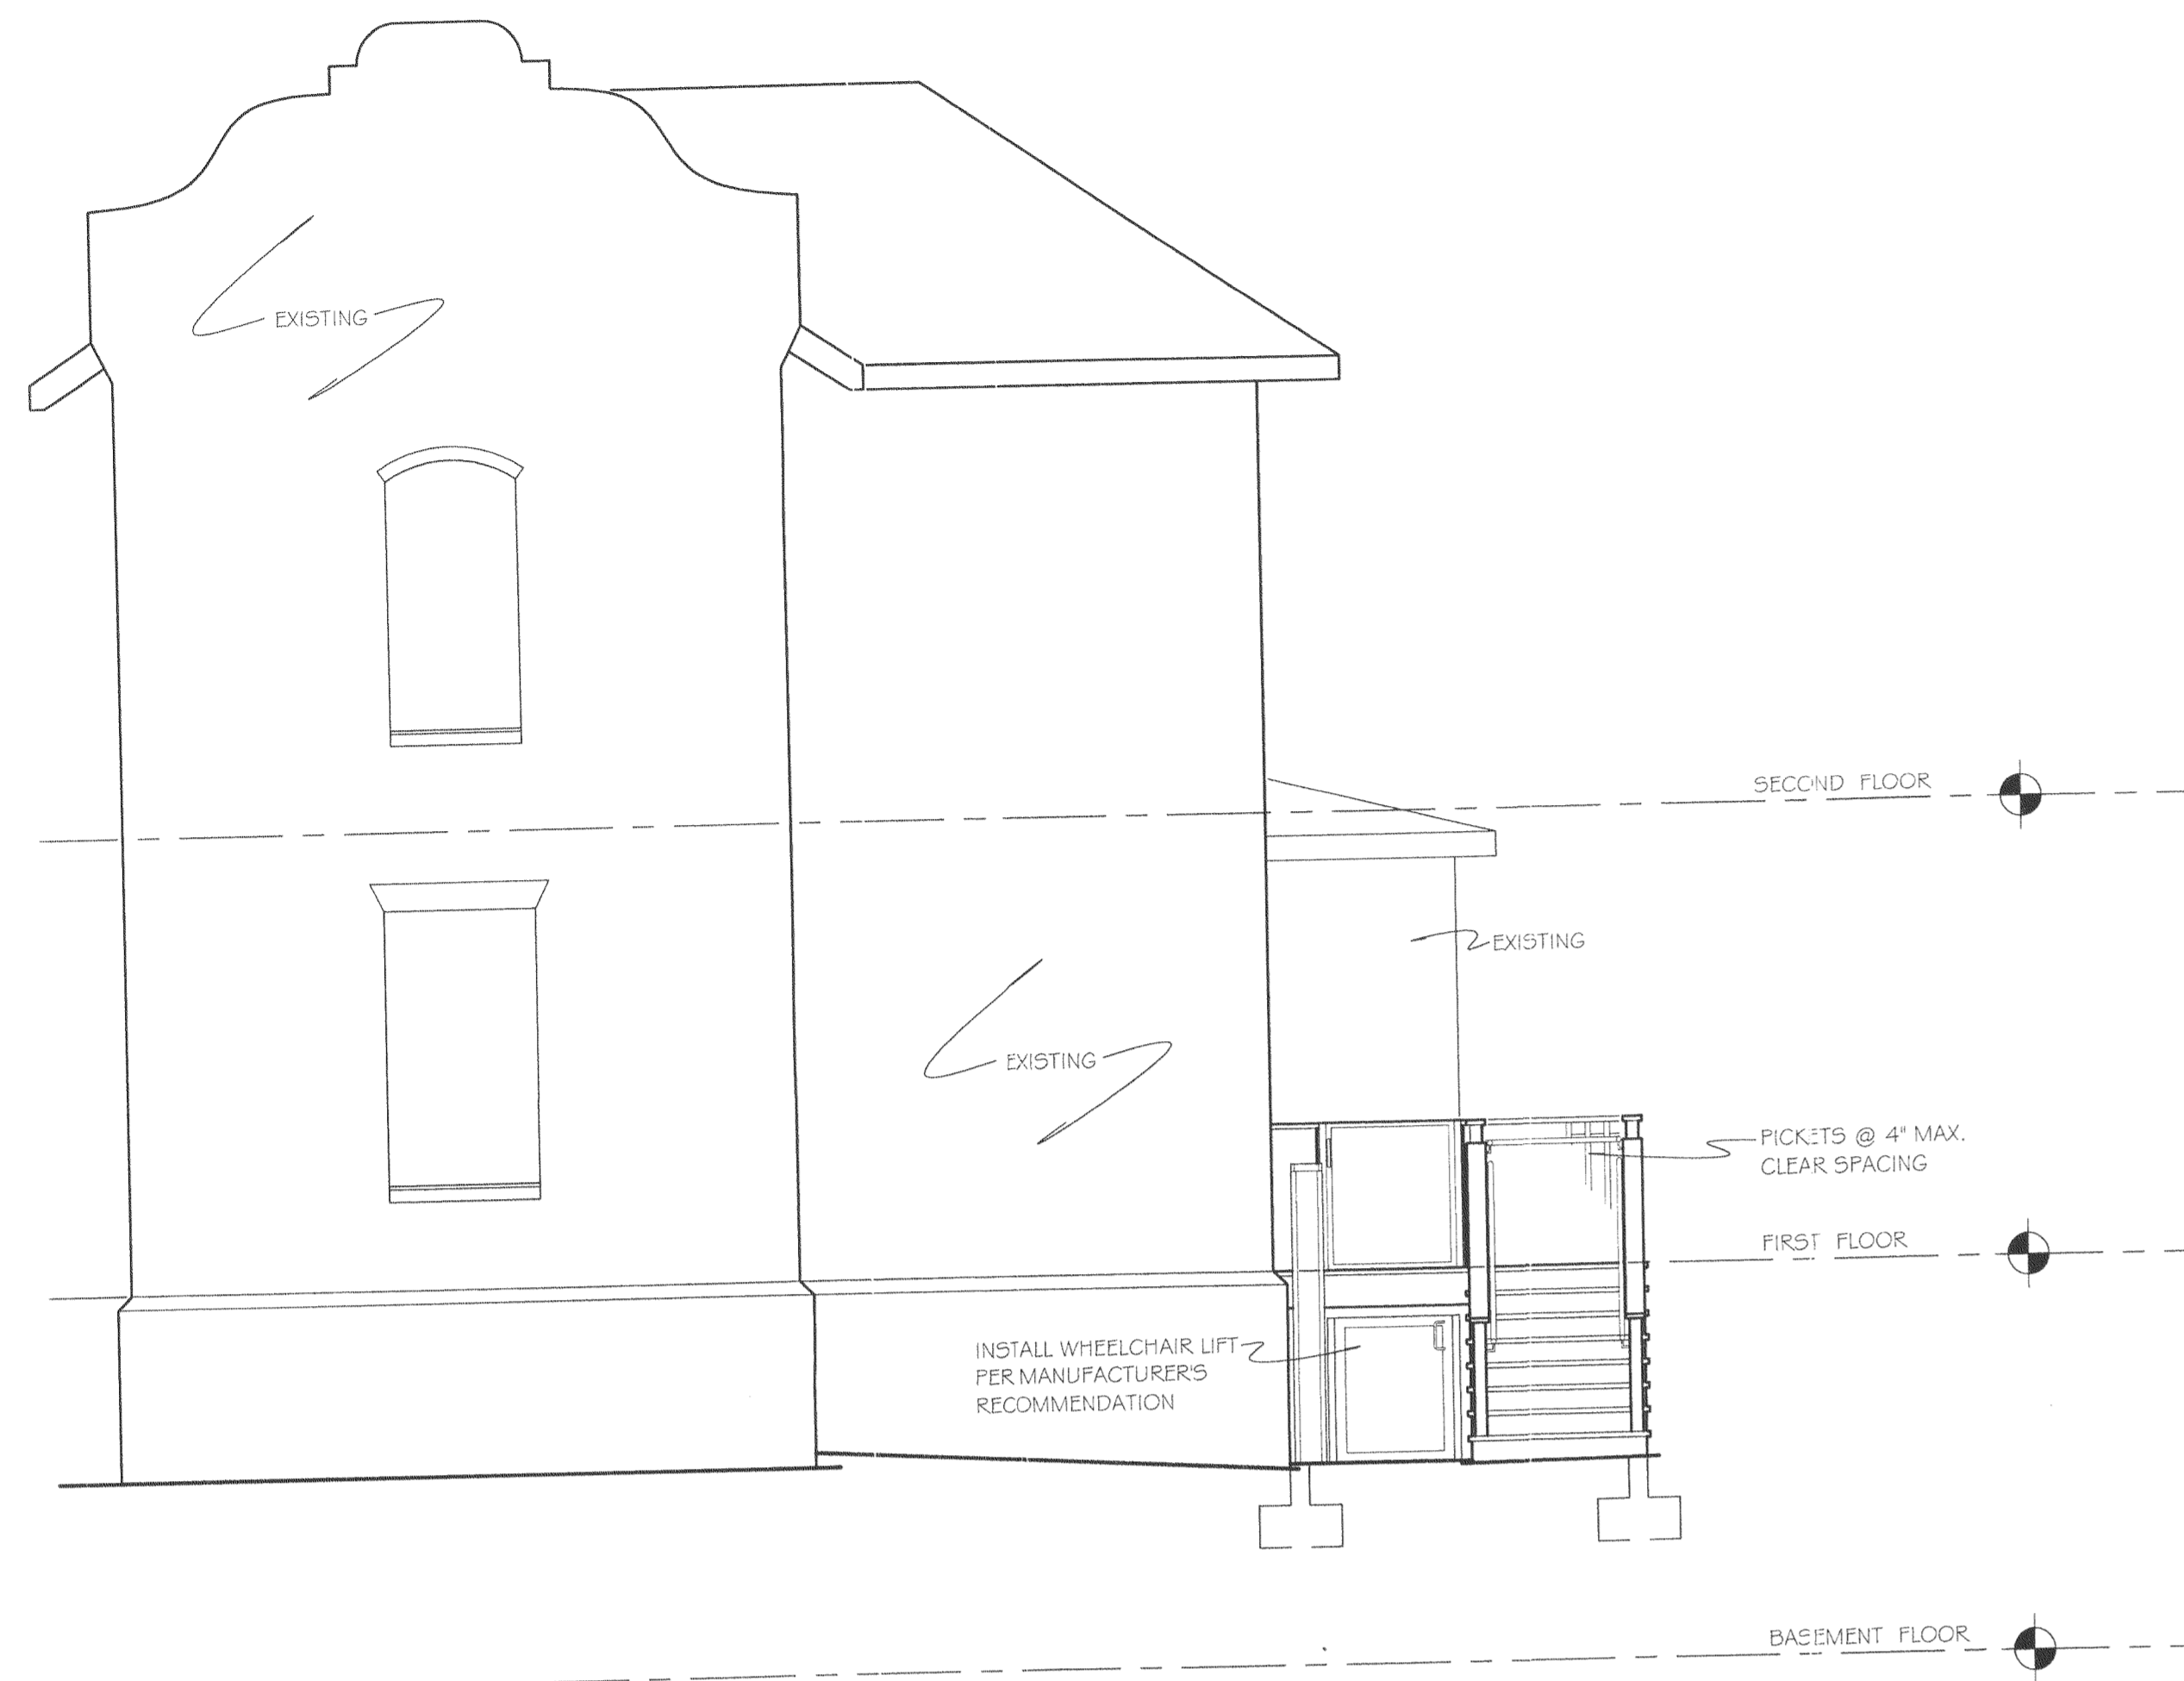 EXISTING
SECOND FLOOR
EXISTING
EXISTING
PICKETS @ 4" MAX.
CLEAR SPACING
FIRST FLOOR
INSTALL WHEELCHAIR LIFT
PER MANUFACTURER'S
RECOMMENDATION
BASEMENT FLOOR